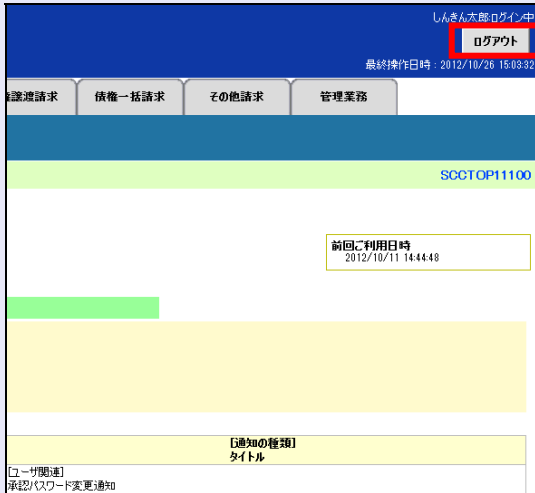 しんきん太郎:ログイン中
ログアウト
最終操作日時：2012/10/26 15:03:32
譲渡請求 債権一括請求 その他請求 管理業務
SCCTOP11100
前回ご利用日時
2012/10/11 14:44:48
[通知の種類]
タイトル
[ユーザ関連]
承認パスワード変更通知